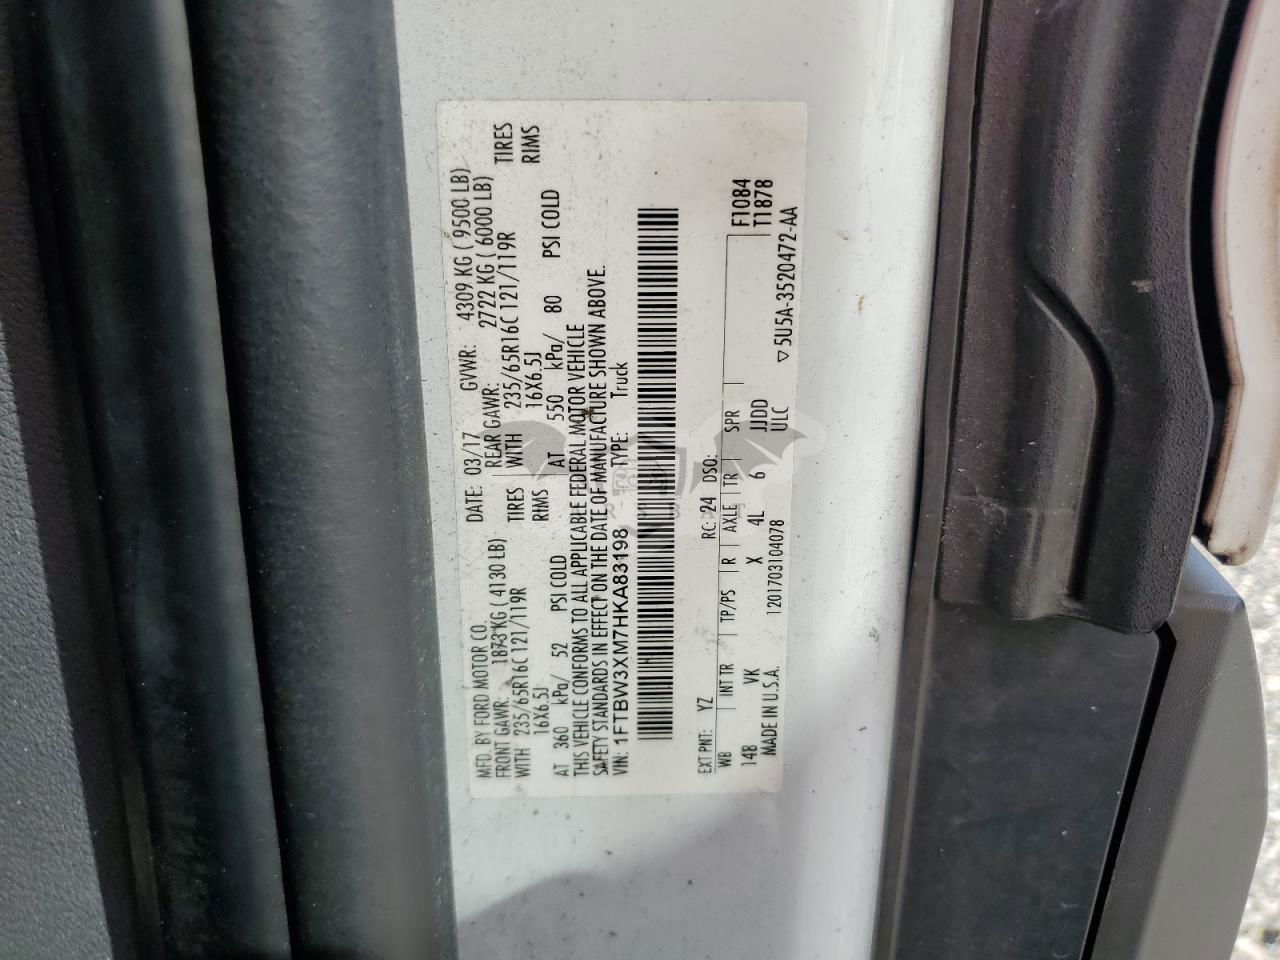 MFD. BY FORD MOTOR CO. DATE: 03/17 GVWR: 4309 KG ( 9500 LB)
FRONT GAWR: 1873 KG ( 4130 LB) REAR GAWR: 2722 KG ( 6000 LB)
WITH 235/65R16C 121/119R TIRES WITH 235/65R16C 121/119R TIRES
16X6.5J RIMS 16X6.5J RIMS
AT 360 kPa/ 52 PSI COLD AT 550 kPa/ 80 PSI COLD
THIS VEHICLE CONFORMS TO ALL APPLICABLE FEDERAL MOTOR VEHICLE
SAFETY STANDARDS IN EFFECT ON THE DATE OF MANUFACTURE SHOWN ABOVE.
VIN: 1FTBW3XM7HKA83198 TYPE: Truck
EXT PNT: YZ RC: 24 DSO: F1084
WB INT TR TP/PS R AXLE TR SPR T1878
148 VK X 4L 6 JJDD
MADE IN U.S.A. 1201703104078 ULC ▽ 5U5A-3520472-AA